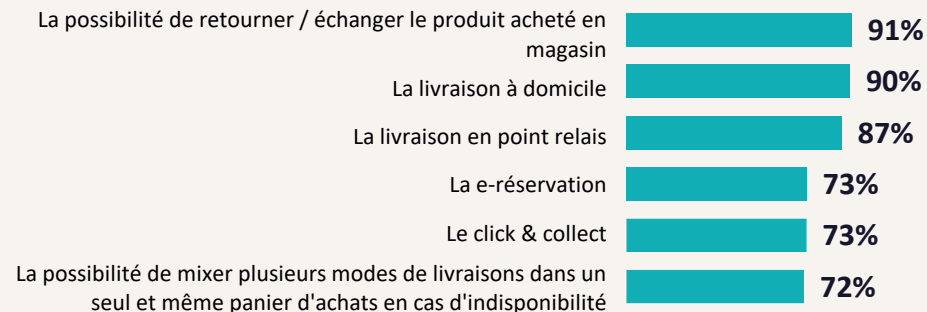 La possibilité de retourner / échanger le produit acheté en
magasin
91%
La livraison à domicile
90%
La livraison en point relais
87%
La e-réservation
73%
Le click & collect
73%
La possibilité de mixer plusieurs modes de livraisons dans un
seul et même panier d'achats en cas d'indisponibilité
72%